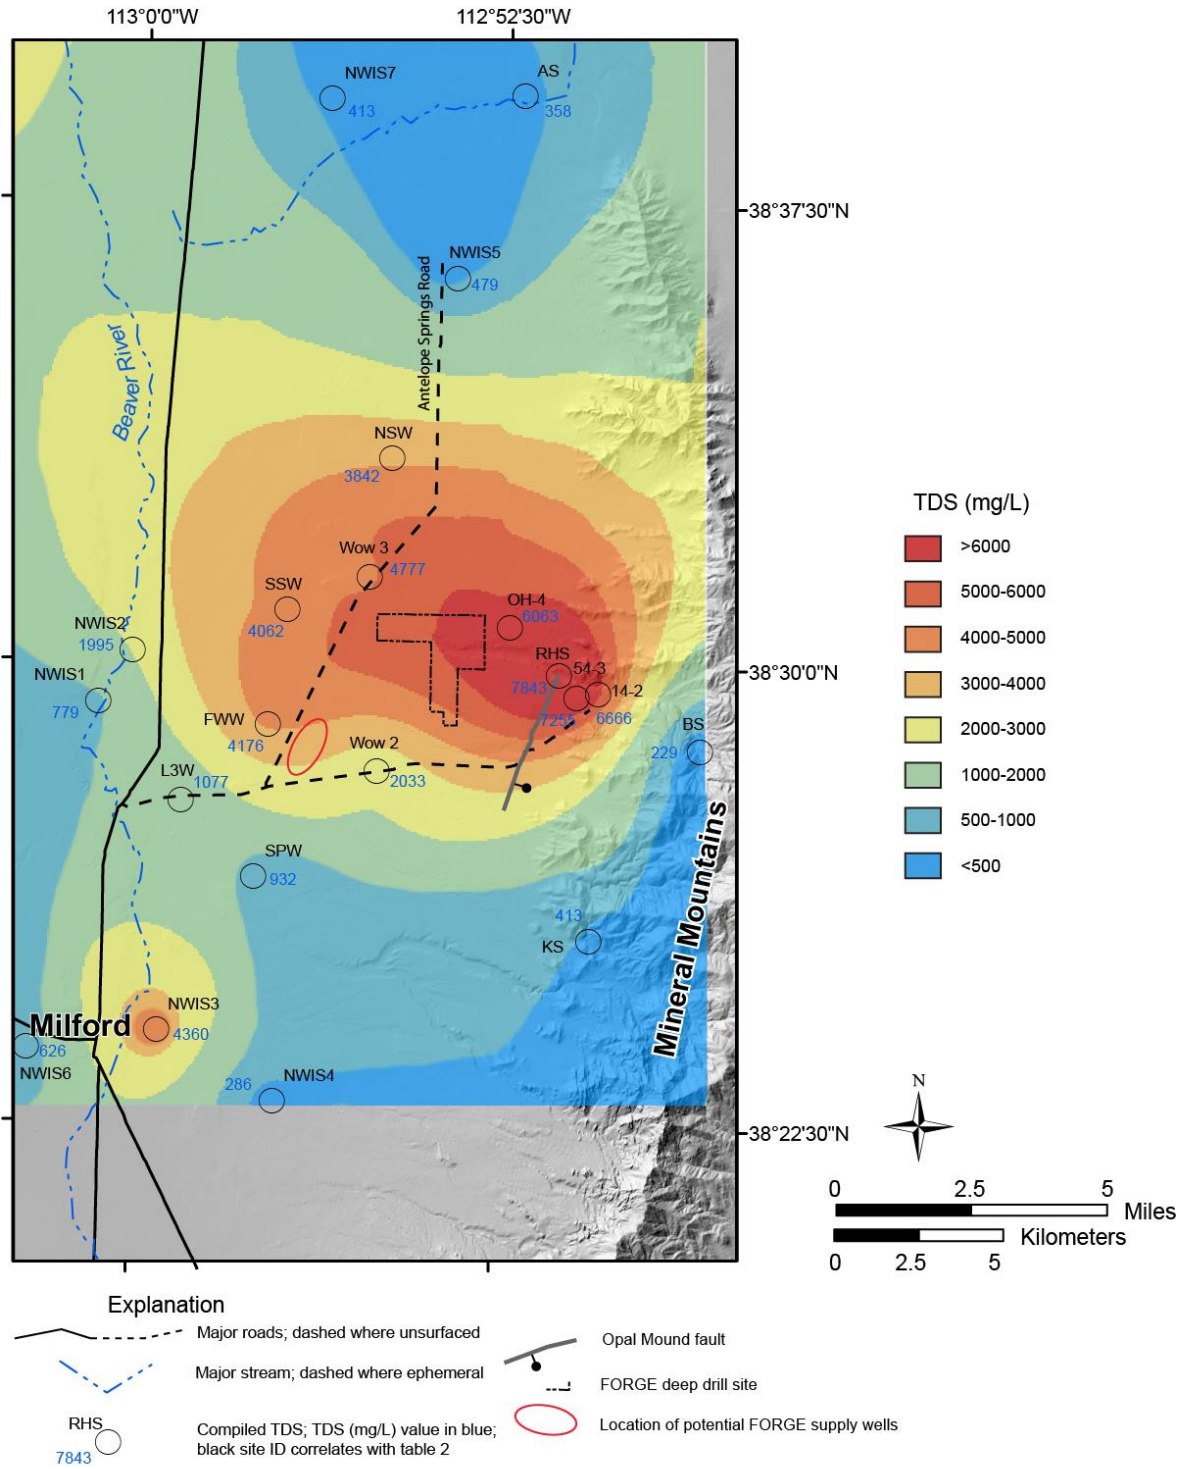 113°0'0"W
112°52'30"W
NWIS7
413
AS
358
38°37'30"N
NWIS5
479
Antelope Springs Road
Beaver River
NSW
3842
Wow 3
4777
SSW
4062
OH-4
6063
NWIS2
1995
RHS
7843
54-3
7255
14-2
6666
38°30'0"N
NWIS1
779
FWW
4176
BS
229
Wow 2
2033
L3W
1077
SPW
932
413
KS
Mineral Mountains
NWIS3
4360
Milford
626
NWIS6
286
NWIS4
38°22'30"N
TDS (mg/L)
>6000
5000-6000
4000-5000
3000-4000
2000-3000
1000-2000
500-1000
<500
N
0 2.5 5
Miles
Kilometers
0 2.5 5
Explanation
Major roads; dashed where unsurfaced
Major stream; dashed where ephemeral
RHS
7843
Compiled TDS; TDS (mg/L) value in blue;
black site ID correlates with table 2
Opal Mound fault
FORGE deep drill site
Location of potential FORGE supply wells